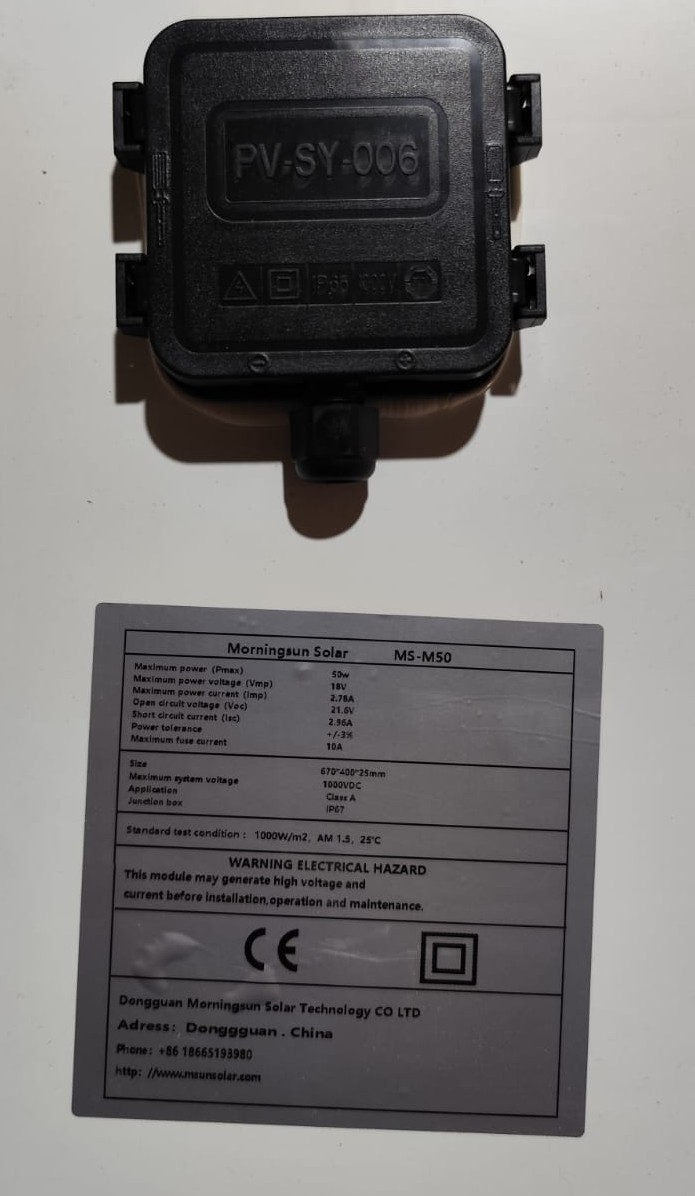 PV-SY-006
IP65
Morningsun Solar MS-M50
Maximum power (Pmax) 50w
Maximum power voltage (Vmp) 18V
Maximum power current (Imp) 2.78A
Open circuit voltage (Voc) 21.6V
Short circuit current (Isc) 2.96A
Power tolerance +/-3%
Maximum fuse current 10A
Size 670*400*25mm
Maximum system voltage 1000VDC
Application Class A
Junction box IP67
Standard test condition : 1000W/m2, AM 1.5, 25°C
WARNING ELECTRICAL HAZARD
This module may generate high voltage and
current before installation,operation and maintenance.
CE
Dongguan Morningsun Solar Technology CO LTD
Adress: Donggguan . China
Phone: +86 18665193980
http: //www.msunsolar.com